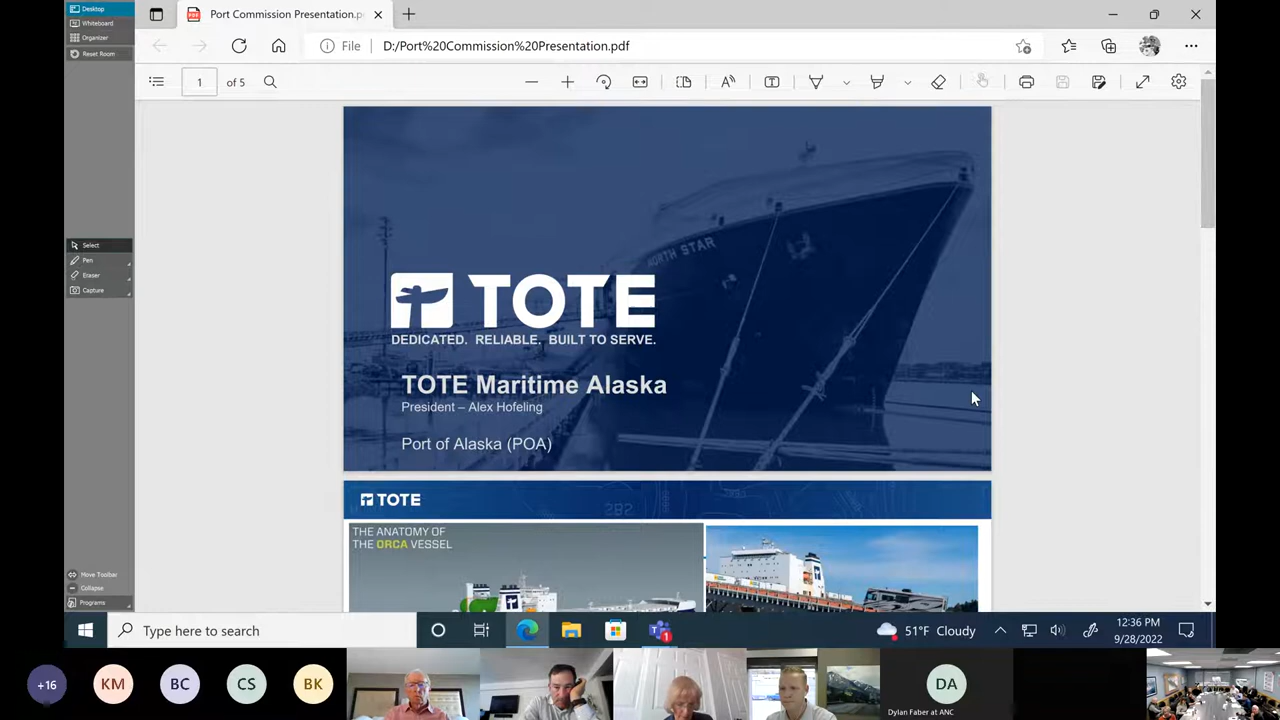 Desktop
Whiteboard
Organizer
Reset Room
Select
Pen
Eraser
Capture
Move Toolbar
Collapse
Programs
Port Commission Presentation.p
File
D:/Port%20Commission%20Presentation.pdf
1 of 5
NORTH STAR
TOTE
DEDICATED. RELIABLE. BUILT TO SERVE.
TOTE Maritime Alaska
President – Alex Hofeling
Port of Alaska (POA)
TOTE
THE ANATOMY OF
THE ORCA VESSEL
Type here to search
1
51°F Cloudy
12:36 PM
9/28/2022
+16
KM
BC
CS
BK
DA
Dylan Faber at ANC